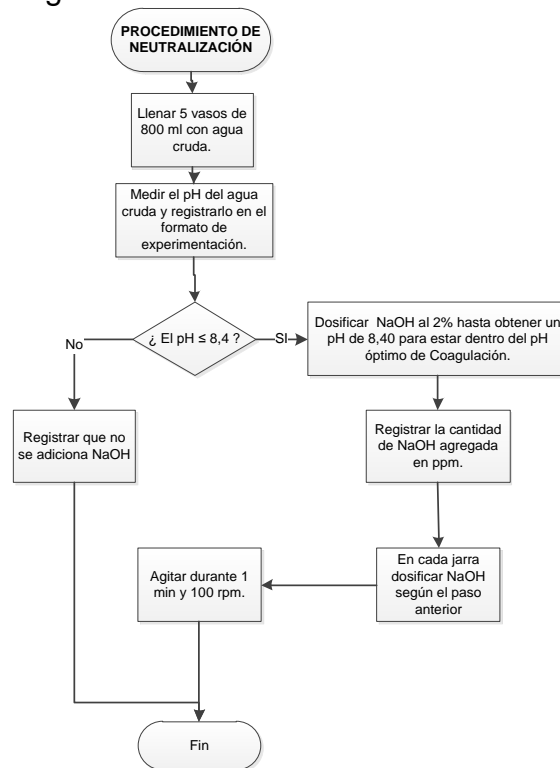 PROCEDIMIENTO DE
NEUTRALIZACIÓN
Llenar 5 vasos de
800 ml con agua
cruda.
Medir el pH del agua
cruda y registrarlo en el
formato de
experimentación.
¿ El pH ≤ 8,4 ?
No
SI
Dosificar NaOH al 2% hasta obtener un
pH de 8,40 para estar dentro del pH
óptimo de Coagulación.
Registrar que no
se adiciona NaOH
Registrar la cantidad
de NaOH agregada
en ppm.
En cada jarra
dosificar NaOH
según el paso
anterior
Agitar durante 1
min y 100 rpm.
Fin